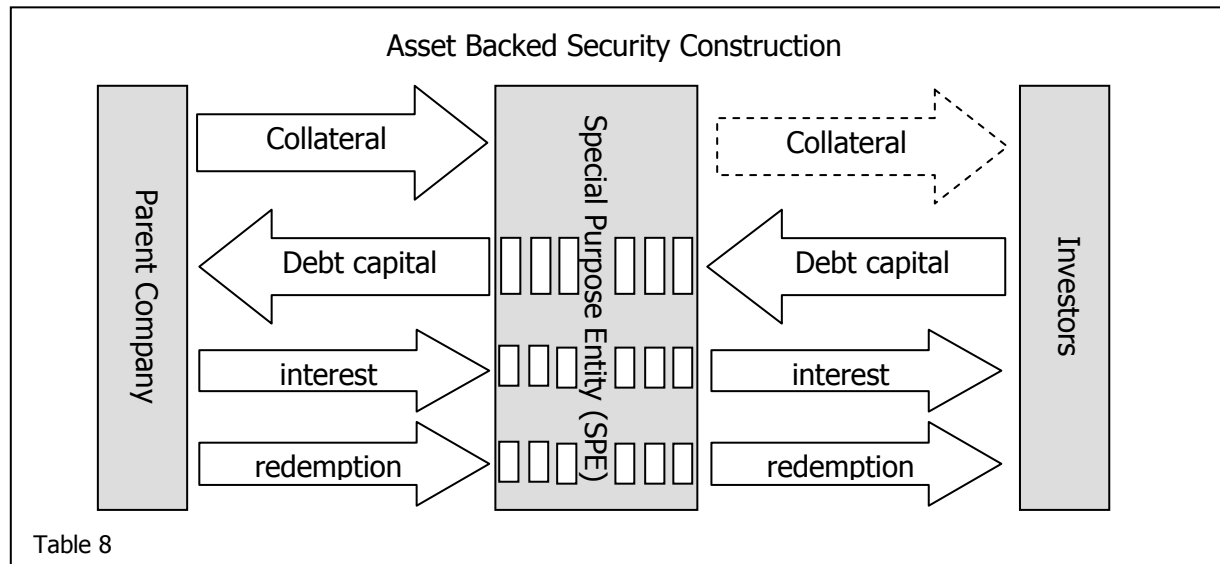 Asset Backed Security Construction
Parent Company
Collateral
Debt capital
interest
redemption
Special Purpose Entity (SPE)
Collateral
Debt capital
interest
redemption
Investors
Table 8